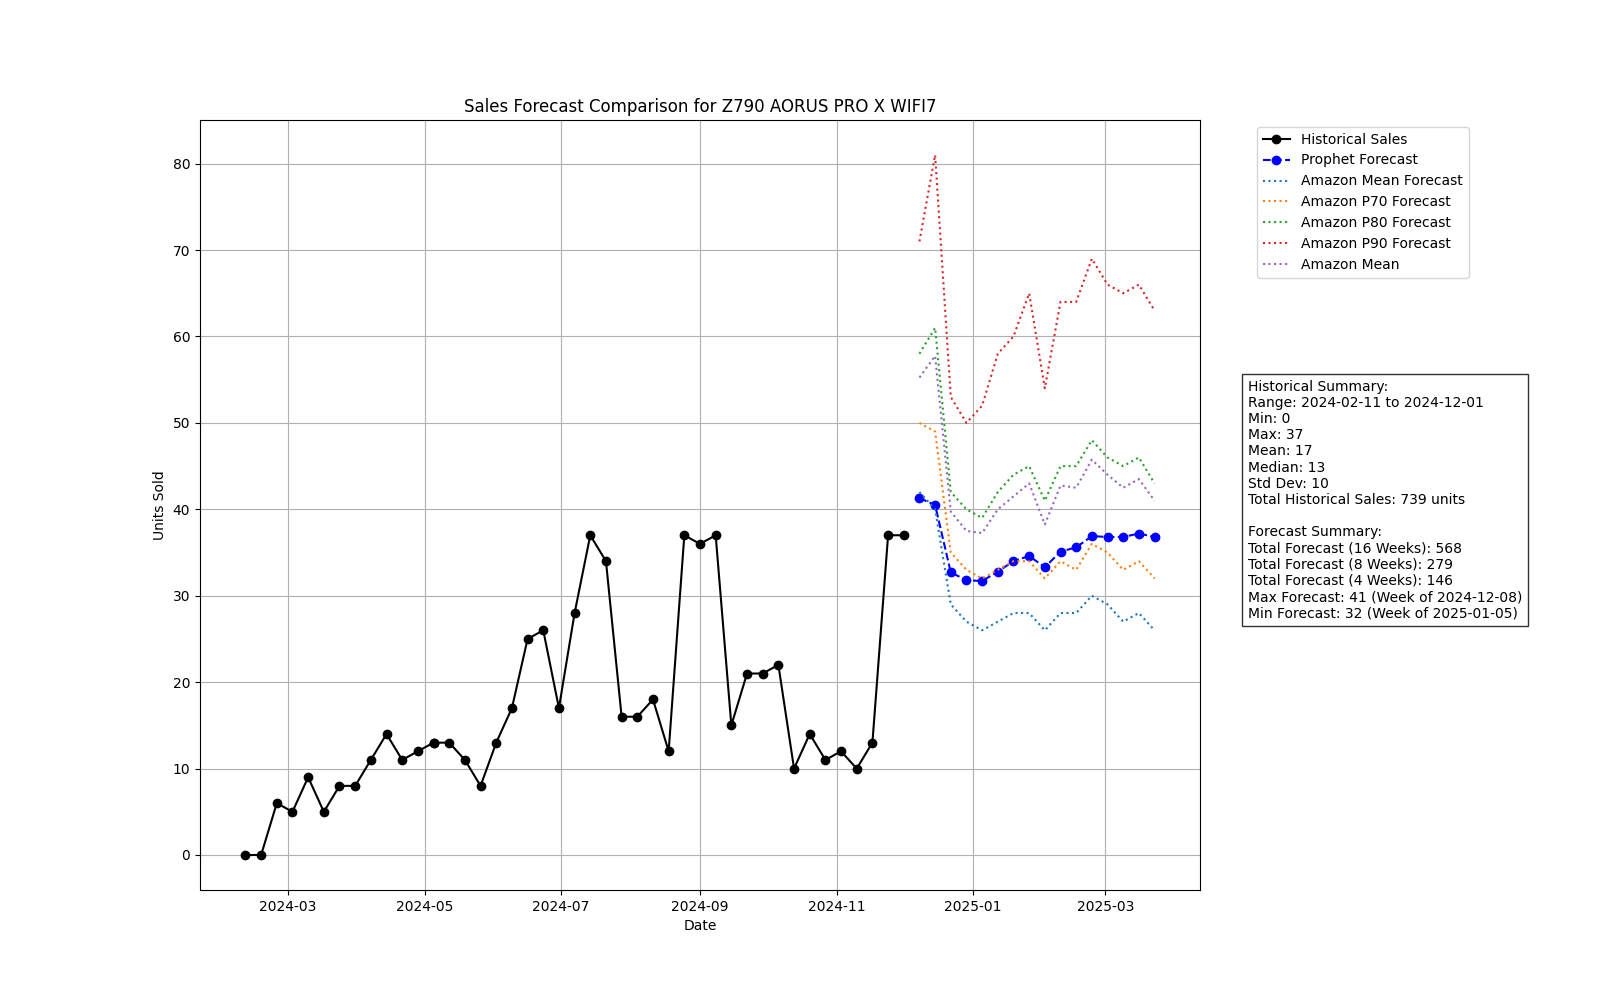 Sales Forecast Comparison for Z790 AORUS PRO X WIFI7
Units Sold
80
70
60
50
40
30
20
10
0
2024-03
2024-05
2024-07
2024-09
2024-11
2025-01
2025-03
Date
Historical Sales
Prophet Forecast
Amazon Mean Forecast
Amazon P70 Forecast
Amazon P80 Forecast
Amazon P90 Forecast
Amazon Mean
Historical Summary:
Range: 2024-02-11 to 2024-12-01
Min: 0
Max: 37
Mean: 17
Median: 13
Std Dev: 10
Total Historical Sales: 739 units
Forecast Summary:
Total Forecast (16 Weeks): 568
Total Forecast (8 Weeks): 279
Total Forecast (4 Weeks): 146
Max Forecast: 41 (Week of 2024-12-08)
Min Forecast: 32 (Week of 2025-01-05)